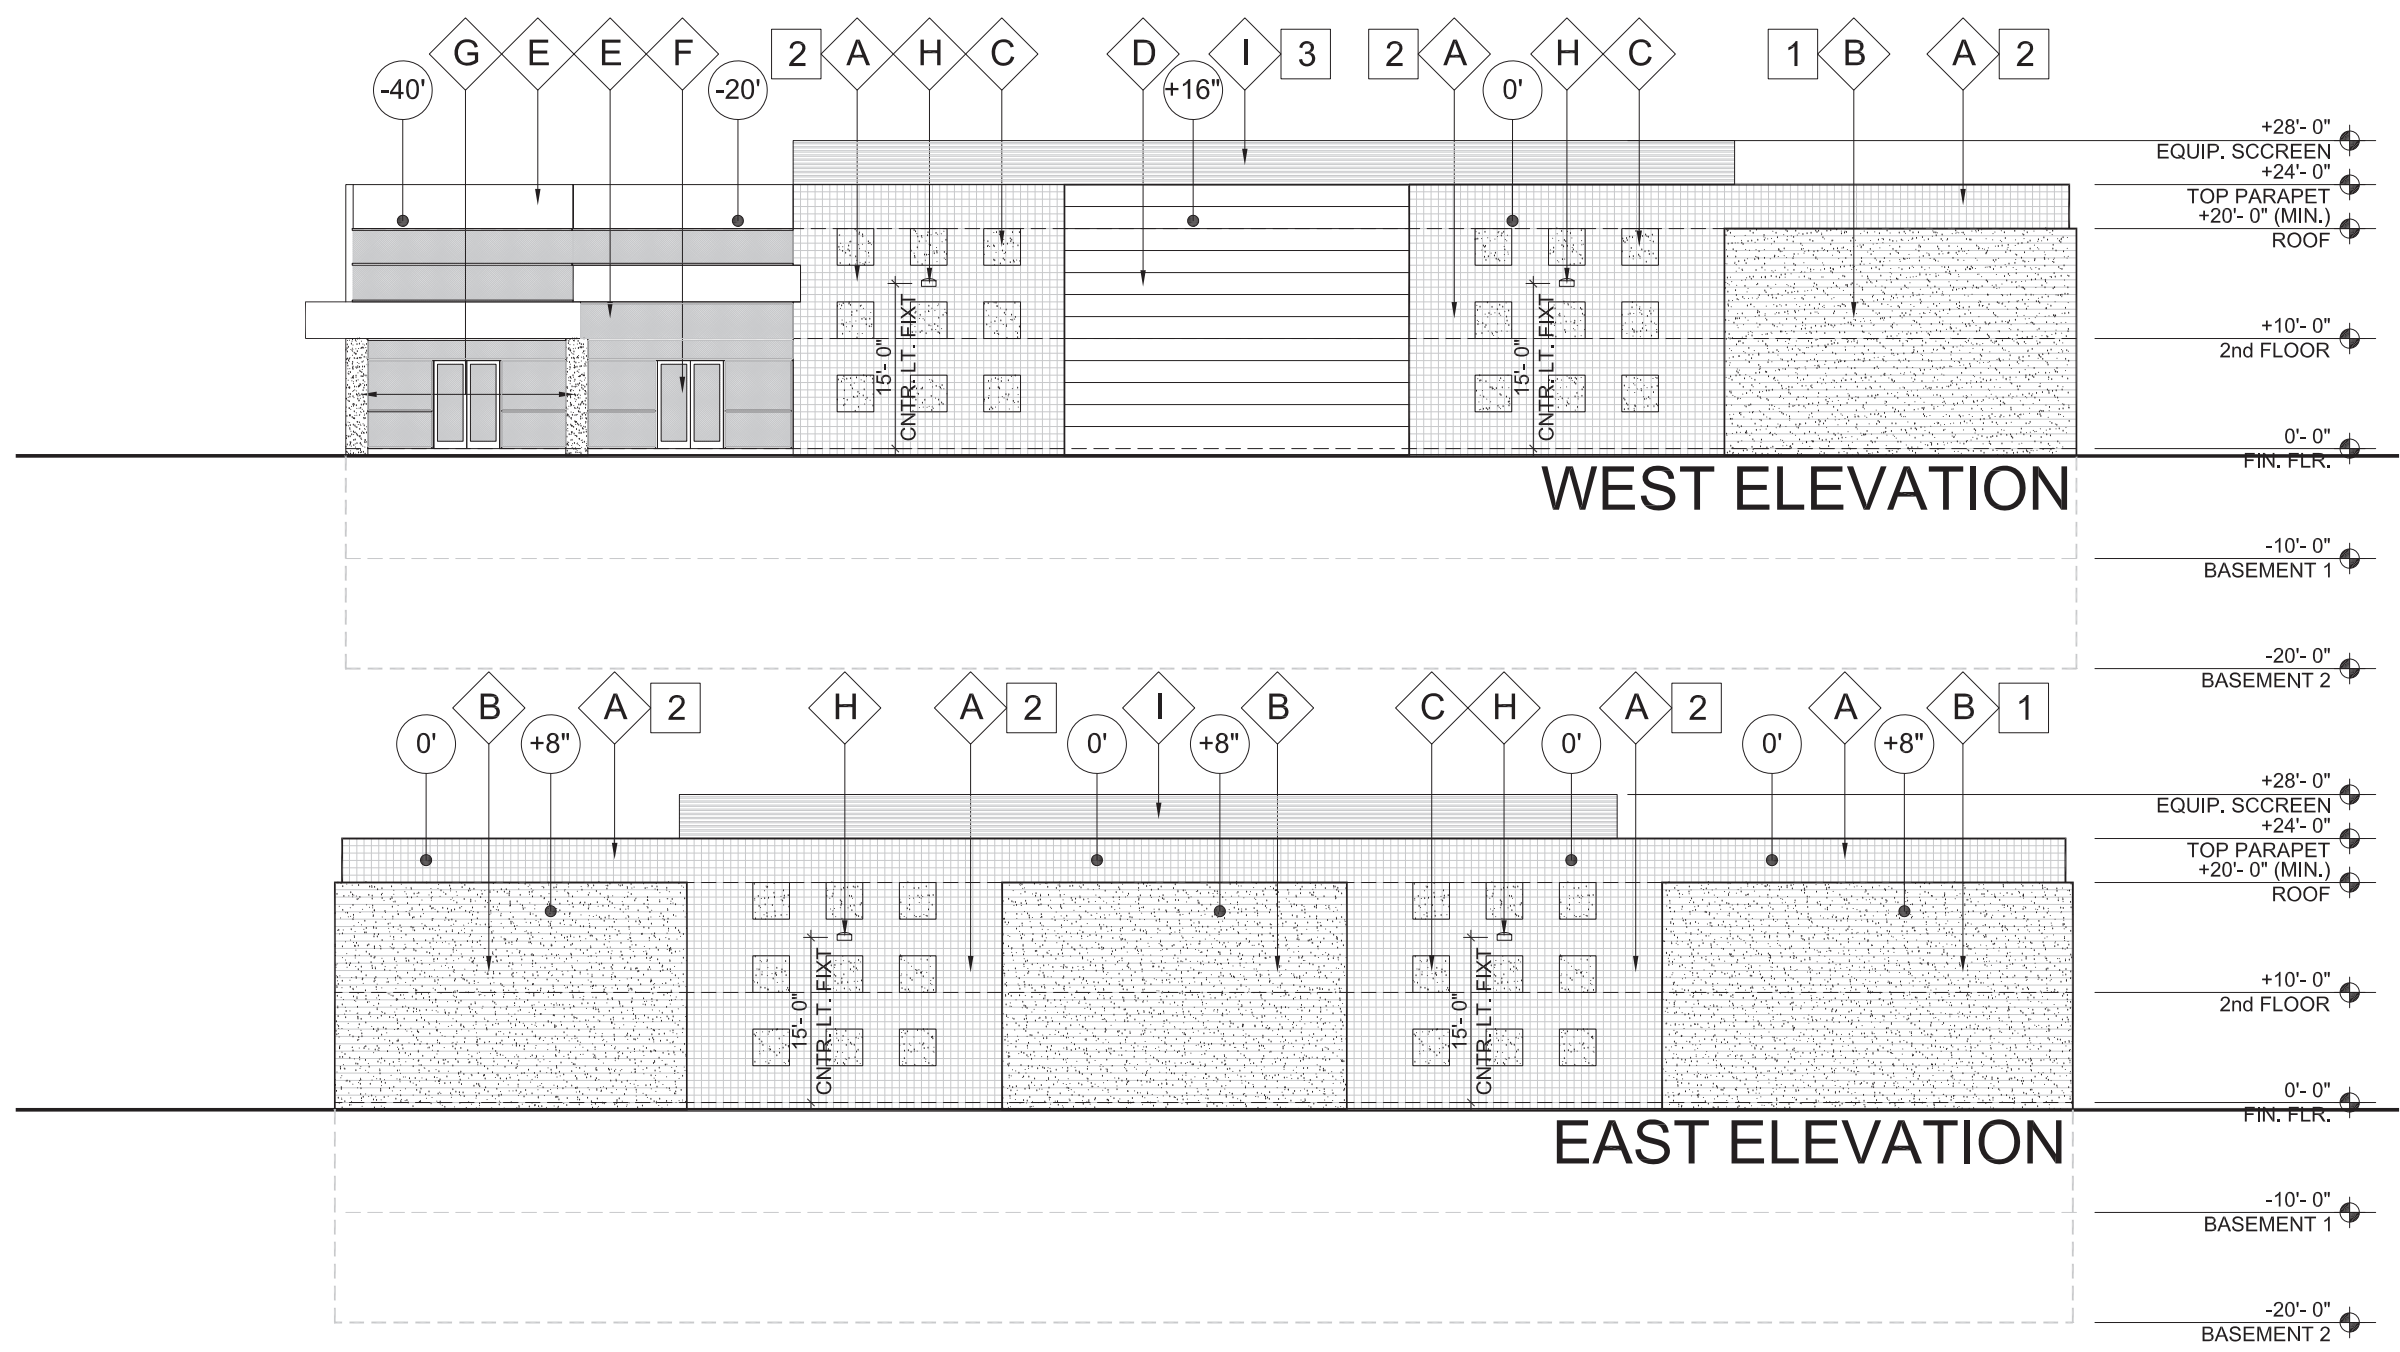 G E E F 2 A H C D I 3 2 A H C 1 B A 2
-40' -20' +16" 0'
+28'- 0"
EQUIP. SCCREEN
+24'- 0"
TOP PARAPET
+20'- 0" (MIN.)
ROOF
15'- 0"
CNTR. LT. FIXT
15'- 0"
CNTR. LT. FIXT
+10'- 0"
2nd FLOOR
0'- 0"
FIN. FLR.
WEST ELEVATION
-10'- 0"
BASEMENT 1
-20'- 0"
BASEMENT 2
B A 2 H A 2 I B C H A 2 A B 1
0' +8" 0' +8" 0' 0' +8"
+28'- 0"
EQUIP. SCCREEN
+24'- 0"
TOP PARAPET
+20'- 0" (MIN.)
ROOF
15'- 0"
CNTR. LT. FIXT
15'- 0"
CNTR. LT. FIXT
+10'- 0"
2nd FLOOR
0'- 0"
FIN. FLR.
EAST ELEVATION
-10'- 0"
BASEMENT 1
-20'- 0"
BASEMENT 2